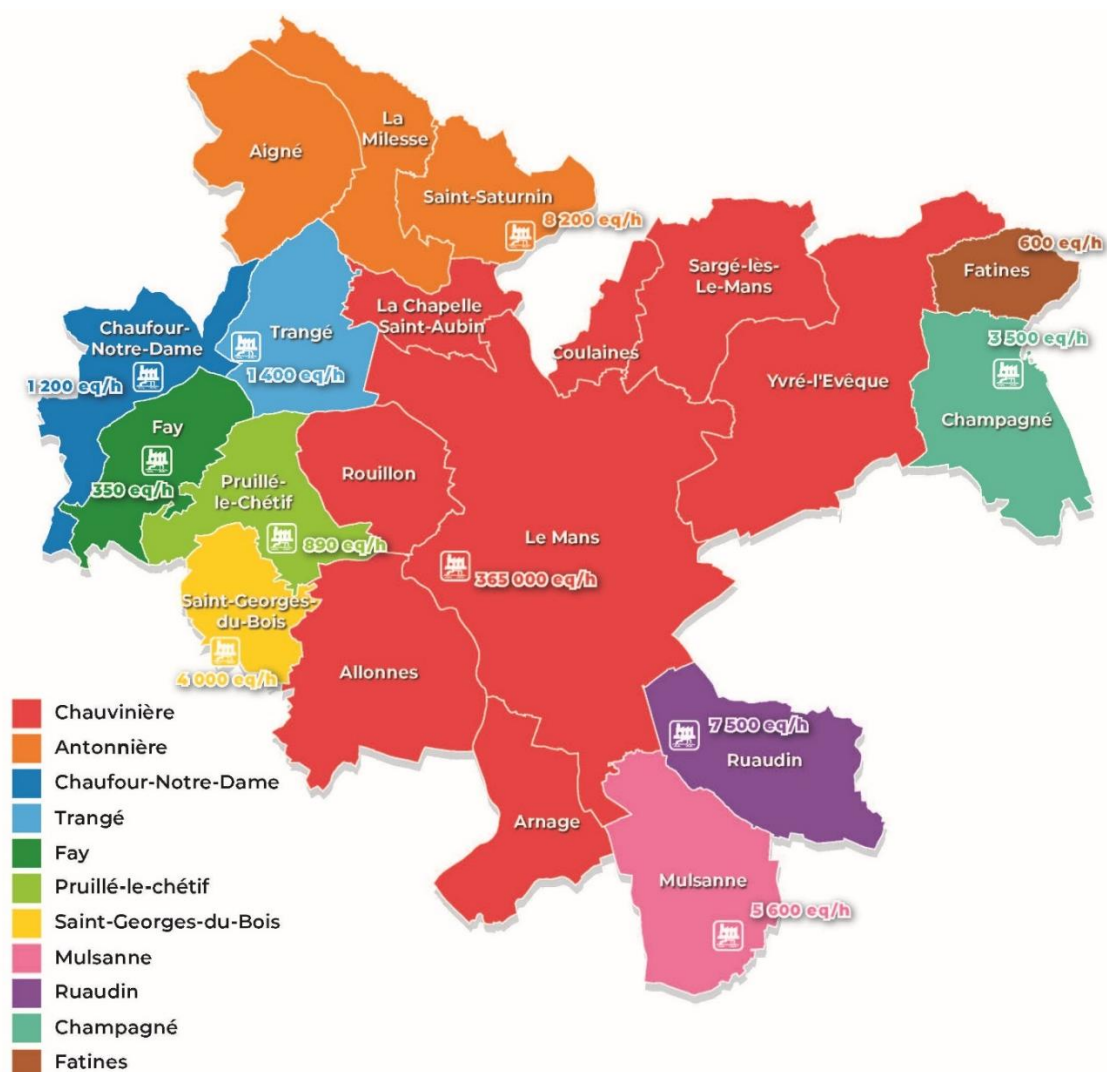 La
Milesse
Aigné
Saint-Saturnin
8 200 eq/h
600 eq/h
Fatines
Sargé-lès-
Le-Mans
La Chapelle
Saint-Aubin
Chaufour-
Notre-Dame
Trangé
3 500 eq/h
Coulaines
1 200 eq/h
1 400 eq/h
Yvré-l'Evêque
Champagné
Fay
350 eq/h
Pruillé-
le-Chétif
Rouillon
890 eq/h
Le Mans
365 000 eq/h
Saint-Georges-
du-Bois
4 000 eq/h
Allonnes
7 500 eq/h
Ruaudin
Arnage
Mulsanne
5 600 eq/h
Chauvinière
Antonnière
Chaufour-Notre-Dame
Trangé
Fay
Pruillé-le-chétif
Saint-Georges-du-Bois
Mulsanne
Ruaudin
Champagné
Fatines